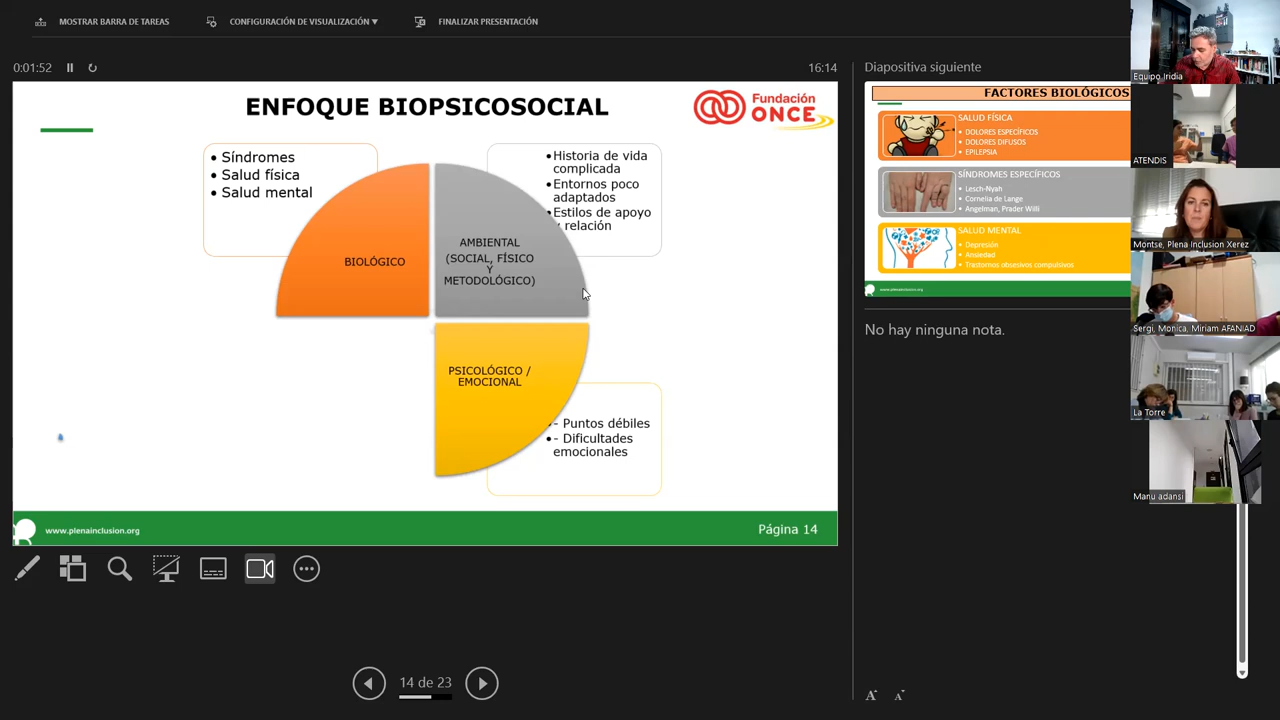 MOSTRAR BARRA DE TAREAS
CONFIGURACIÓN DE VISUALIZACIÓN ▼
FINALIZAR PRESENTACIÓN
0:01:52
16:14
ENFOQUE BIOPSICOSOCIAL
Fundación
ONCE
• Síndromes
• Salud física
• Salud mental
•Historia de vida
complicada
•Entornos poco
adaptados
•Estilos de apoyo
relación
BIOLÓGICO
AMBIENTAL
(SOCIAL, FÍSICO
Y
METODOLÓGICO)
PSICOLÓGICO /
EMOCIONAL
•- Puntos débiles
•- Dificultades
emocionales
www.plenainclusion.org
Página 14
14 de 23
Diapositiva siguiente
FACTORES BIOLÓGICOS
SALUD FÍSICA
• DOLORES ESPECÍFICOS
• DOLORES DIFUSOS
• EPILEPSIA
SÍNDROMES ESPECÍFICOS
• Lesch-Nyah
• Cornelia de Lange
• Angelman, Prader Willi
SALUD MENTAL
• Depresión
• Ansiedad
• Trastornos obsesivos compulsivos
www.plenainclusion.org
No hay ninguna nota.
A
A
Equipo Iridia
ATENDIS
Montse, Plena Inclusion Xerez
Sergi, Monica, Miriam AFANIAD
La Torre
Manu adansi